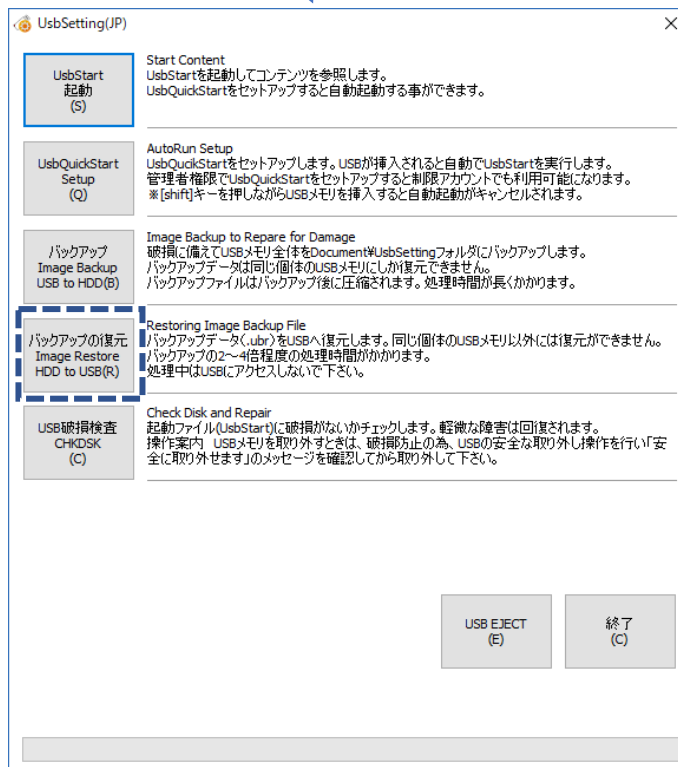 UsbSetting(JP)
UsbStart
起動
(S)
Start Content
UsbStartを起動してコンテンツを参照します。
UsbQuickStartをセットアップすると自動起動する事ができます。
UsbQuickStart
Setup
(Q)
AutoRun Setup
UsbQucikStartをセットアップします。USBが挿入されると自動でUsbStartを実行します。
管理者権限でUsbQuickStartをセットアップすると制限アカウントでも利用可能になります。
※[shift]キーを押しながらUSBメモリを挿入すると自動起動がキャンセルされます。
バックアップ
Image Backup
USB to HDD(B)
Image Backup to Repare for Damage
破損に備えてUSBメモリ全体をDocument¥UsbSettingフォルダにバックアップします。
バックアップデータは同じ個体のUSBメモリにしか復元できません。
バックアップファイルはバックアップ後に圧縮されます。処理時間が長くかかります。
バックアップの復元
Image Restore
HDD to USB(R)
Restoring Image Backup File
バックアップデータ(.ubr)をUSBへ復元します。同じ個体のUSBメモリ以外には復元ができません。
バックアップの2～4倍程度の処理時間がかかります。
処理中はUSBにアクセスしないで下さい。
USB破損検査
CHKDSK
(C)
Check Disk and Repair
起動ファイル(UsbStart)に破損がないかチェックします。軽微な障害は回復されます。
操作案内　USBメモリを取り外すときは、破損防止の為、USBの安全な取り外し操作を行い「安
全に取り外せます」のメッセージを確認してから取り外して下さい。
USB EJECT
(E)
終了
(C)